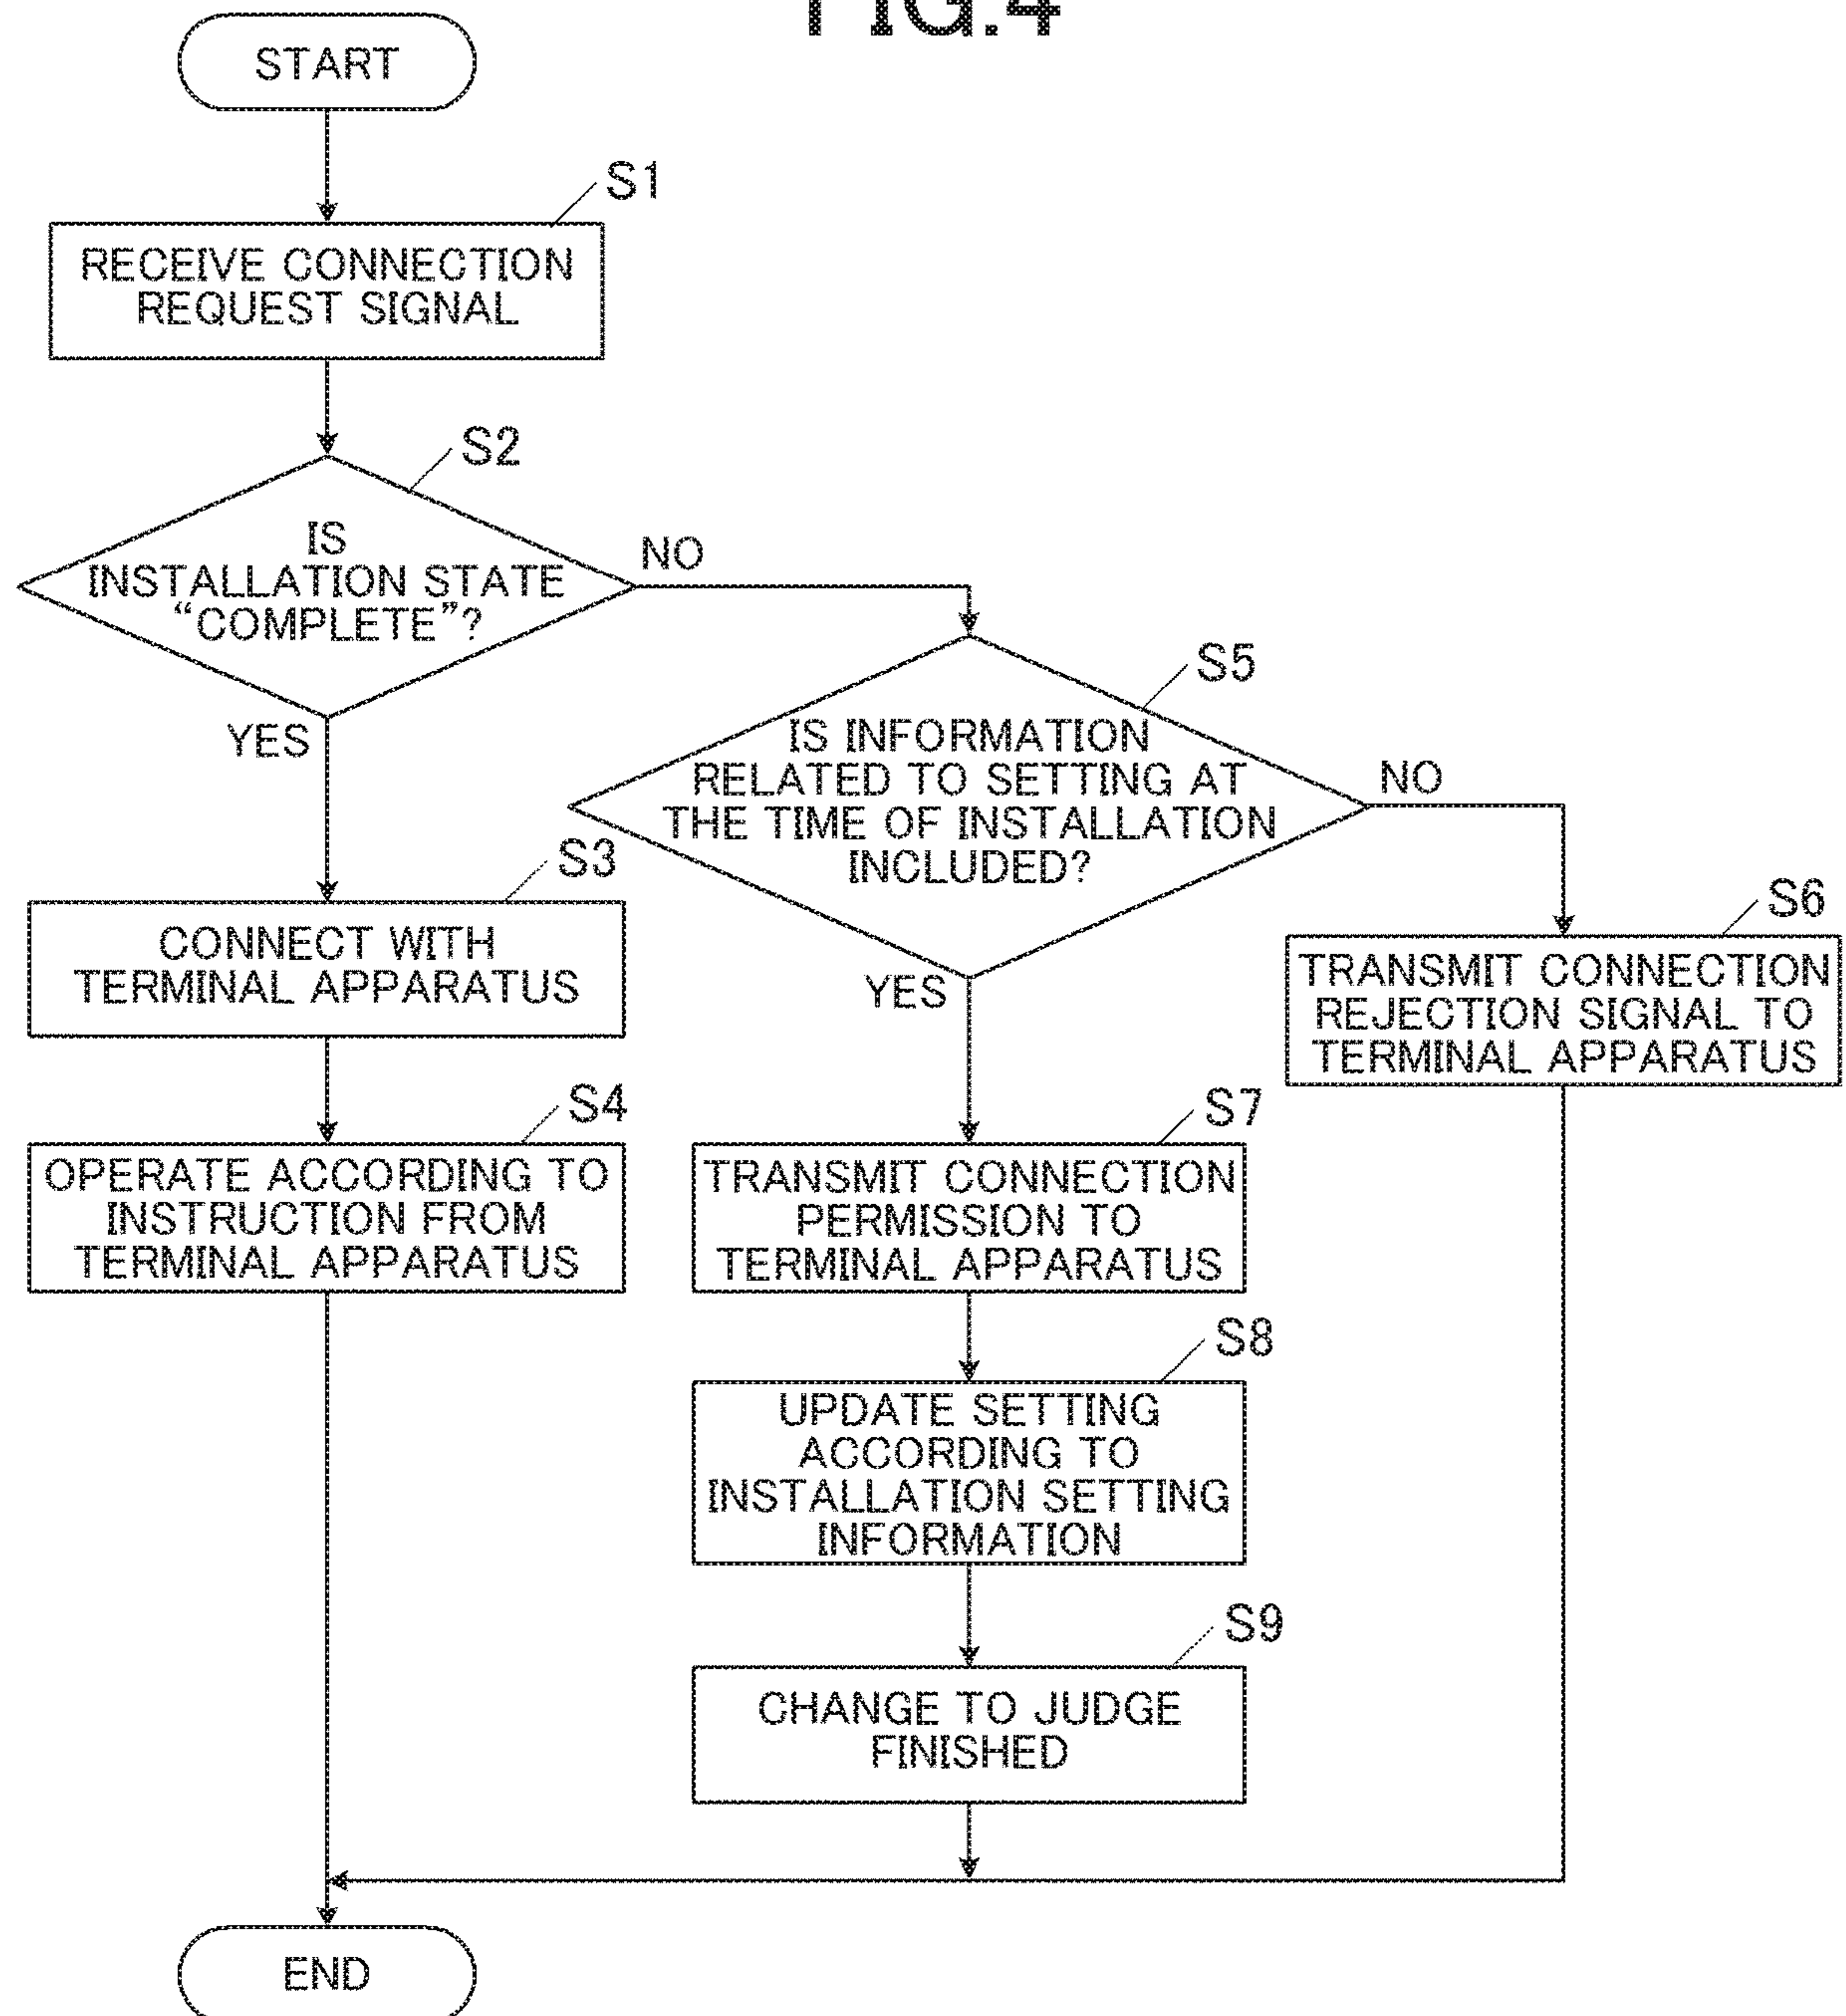 FIG.4
START
S1
RECEIVE CONNECTION
REQUEST SIGNAL
S2
IS
INSTALLATION STATE
“COMPLETE”?
NO
YES
S5
IS INFORMATION
RELATED TO SETTING AT
THE TIME OF INSTALLATION
INCLUDED?
NO
YES
S3
CONNECT WITH
TERMINAL APPARATUS
S6
TRANSMIT CONNECTION
REJECTION SIGNAL TO
TERMINAL APPARATUS
S4
OPERATE ACCORDING TO
INSTRUCTION FROM
TERMINAL APPARATUS
S7
TRANSMIT CONNECTION
PERMISSION TO
TERMINAL APPARATUS
S8
UPDATE SETTING
ACCORDING TO
INSTALLATION SETTING
INFORMATION
S9
CHANGE TO JUDGE
FINISHED
END